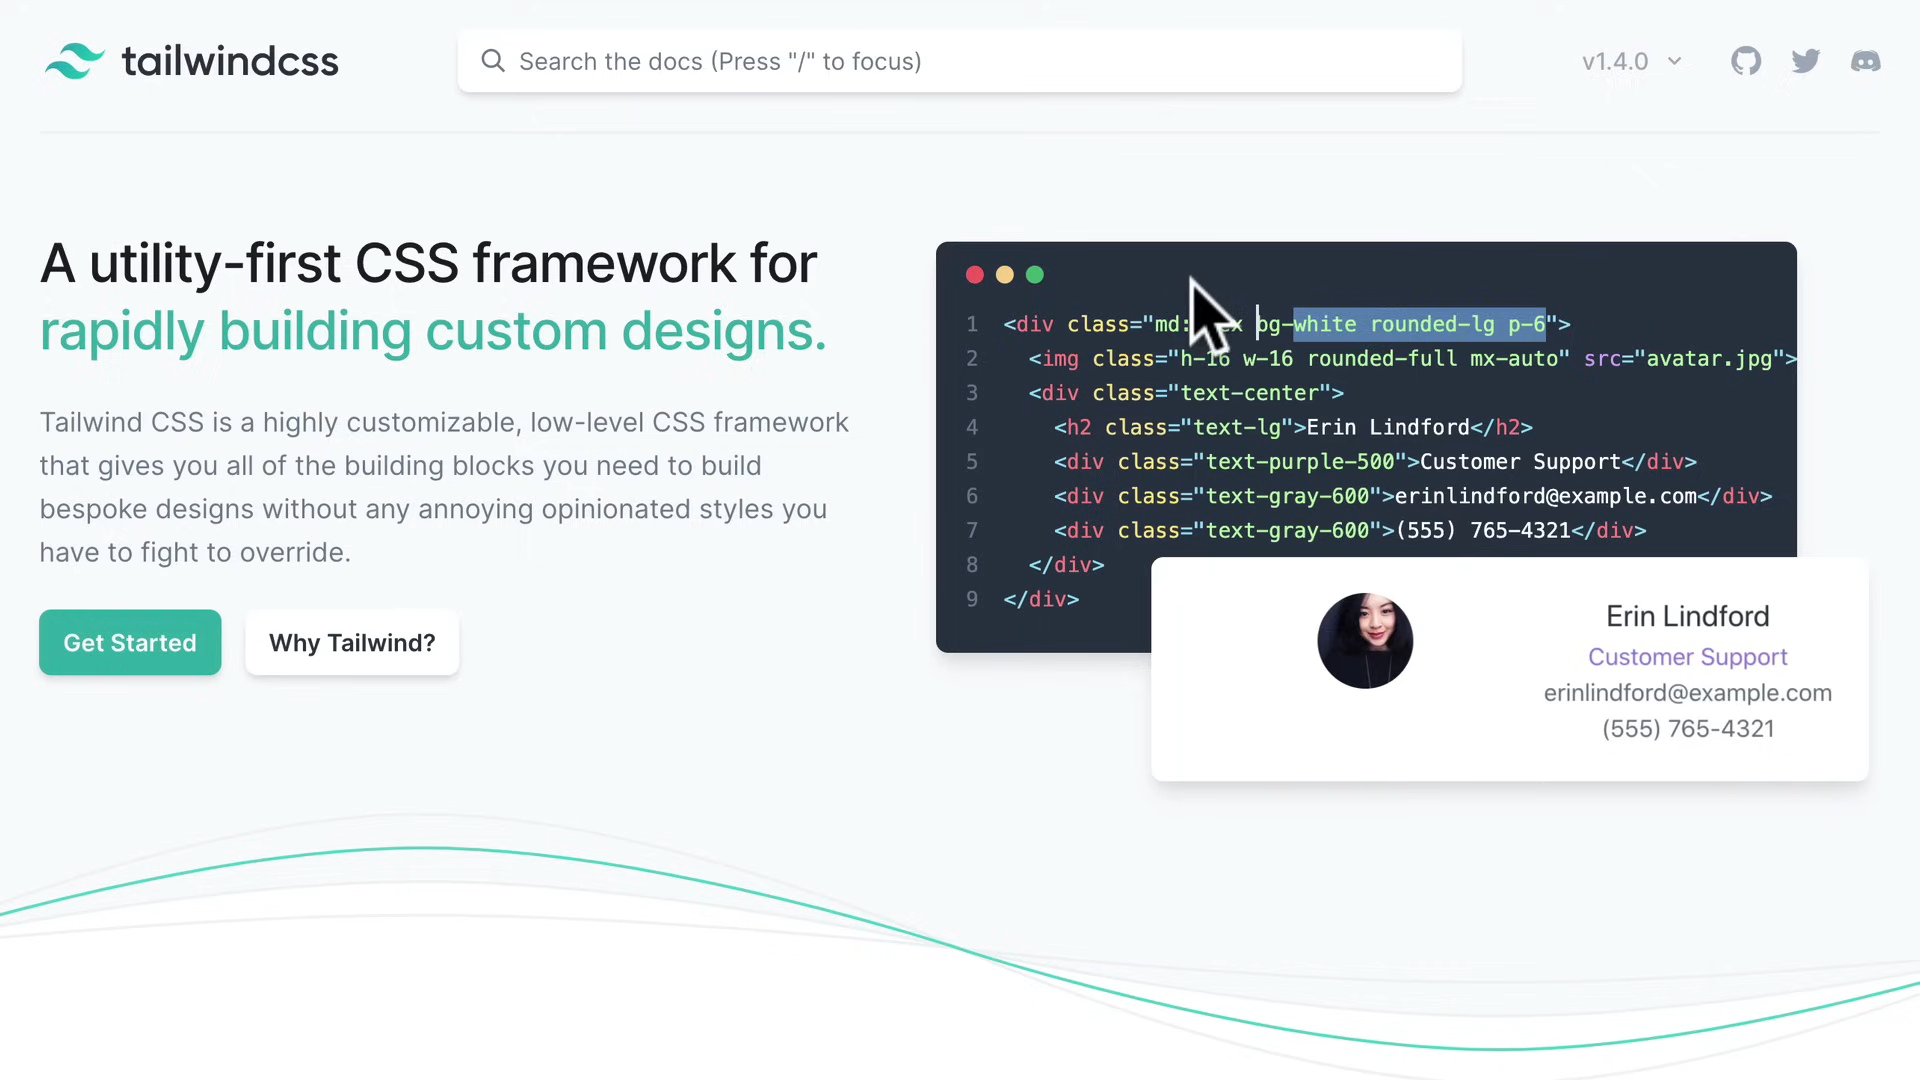 tailwindcss
Search the docs (Press "/" to focus)
v1.4.0
A utility-first CSS framework for
rapidly building custom designs.
Tailwind CSS is a highly customizable, low-level CSS framework
that gives you all of the building blocks you need to build
bespoke designs without any annoying opinionated styles you
have to fight to override.
Get Started
Why Tailwind?
1 <div class="md: bg-white rounded-lg p-6">
2 <img class="h-16 w-16 rounded-full mx-auto" src="avatar.jpg">
3 <div class="text-center">
4 <h2 class="text-lg">Erin Lindford</h2>
5 <div class="text-purple-500">Customer Support</div>
6 <div class="text-gray-600">erinlindford@example.com</div>
7 <div class="text-gray-600">(555) 765-4321</div>
8 </div>
9 </div>
Erin Lindford
Customer Support
erinlindford@example.com
(555) 765-4321